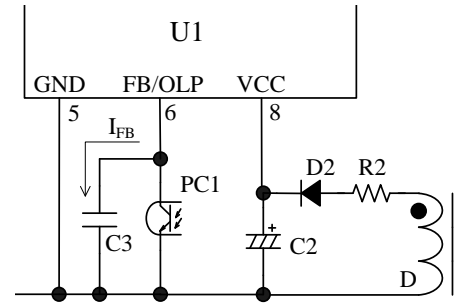 U1
GND FB/OLP VCC
5 6 8
I_FB
D2 R2
PC1
C3
+
C2
D